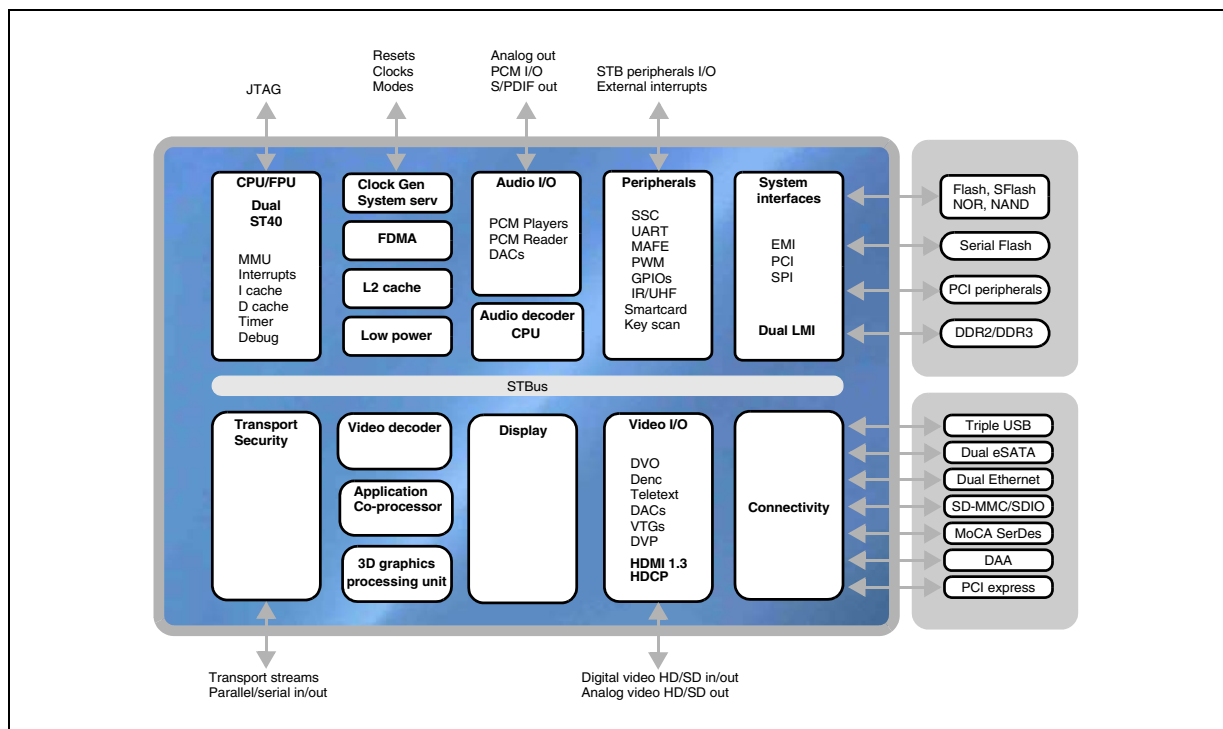 Resets
Clocks
Modes
Analog out
PCM I/O
S/PDIF out
JTAG
STB peripherals I/O
External interrupts
CPU/FPU
Dual
ST40
MMU
Interrupts
I cache
D cache
Timer
Debug
Clock Gen
System serv
FDMA
L2 cache
Low power
Audio I/O
PCM Players
PCM Reader
DACs
Audio decoder
CPU
Peripherals
SSC
UART
MAFE
PWM
GPIOs
IR/UHF
Smartcard
Key scan
System
interfaces
EMI
PCI
SPI
Dual LMI
Flash, SFlash
NOR, NAND
Serial Flash
PCI peripherals
DDR2/DDR3
STBus
Transport
Security
Video decoder
Application
Co-processor
3D graphics
processing unit
Display
Video I/O
DVO
Denc
Teletext
DACs
VTGs
DVP
HDMI 1.3
HDCP
Connectivity
Triple USB
Dual eSATA
Dual Ethernet
SD-MMC/SDIO
MoCA SerDes
DAA
PCI express
Transport streams
Parallel/serial in/out
Digital video HD/SD in/out
Analog video HD/SD out